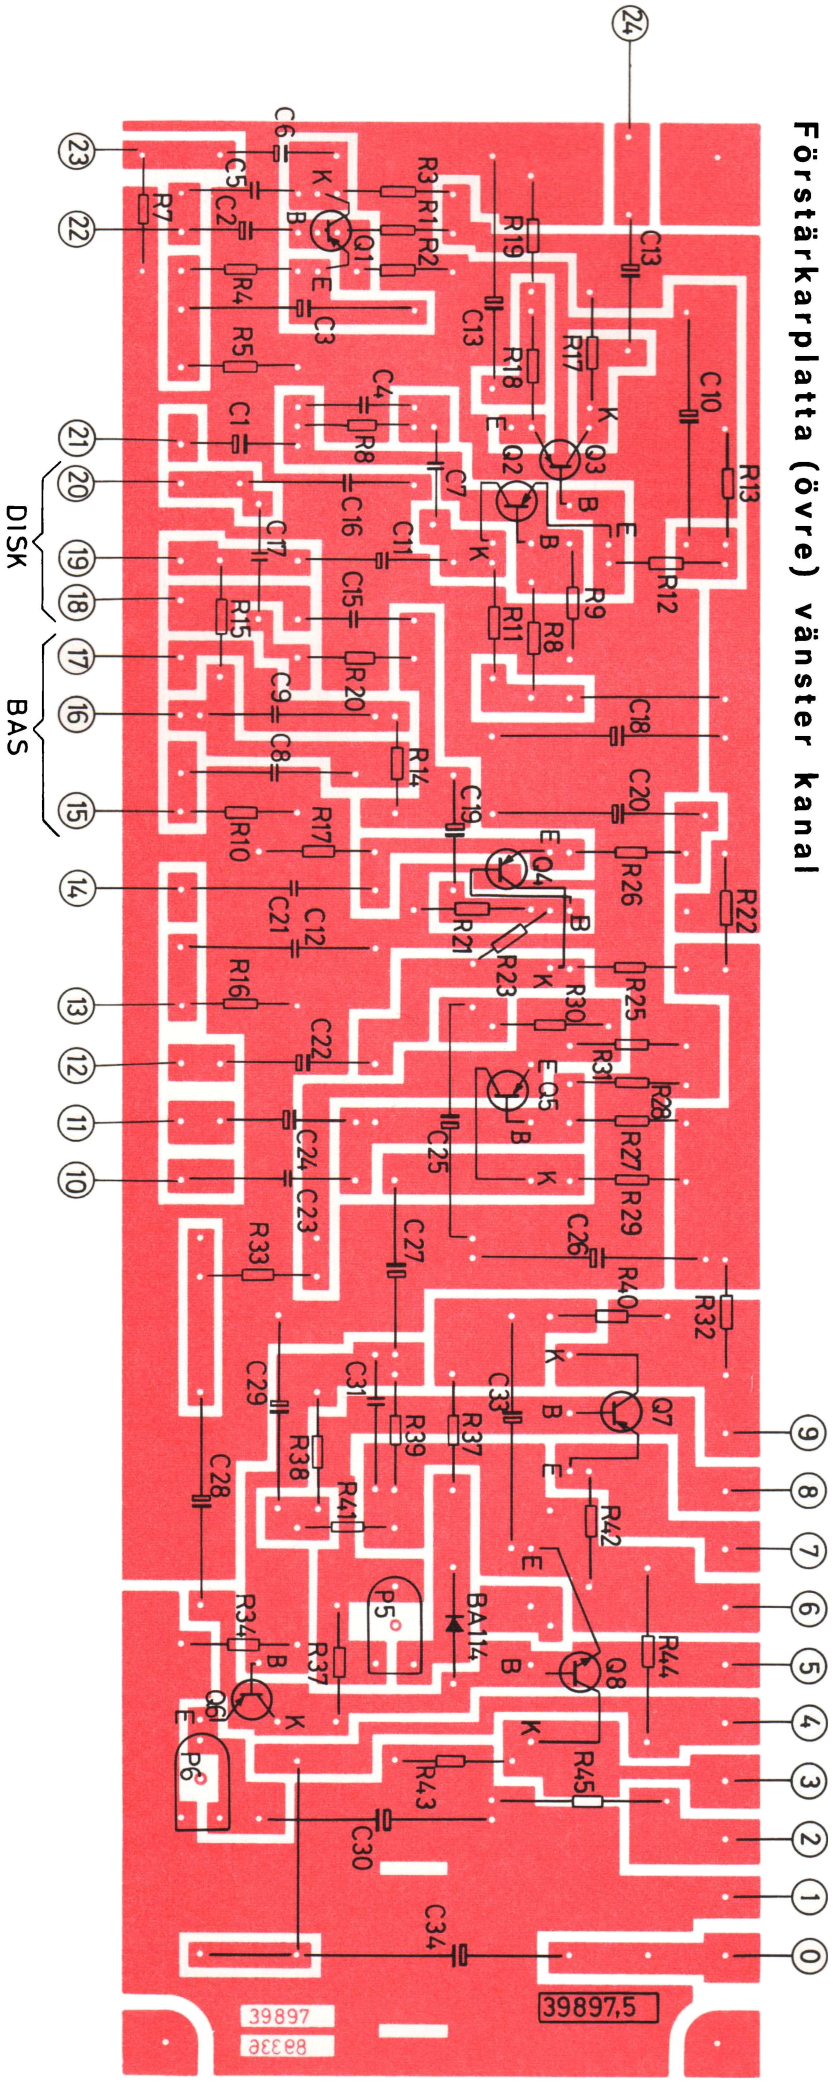 Förstärkarplatta (övre) vänster kanal
24
23
22
21
20
19
18
17
16
15
14
13
12
11
10
DISK
BAS
9
8
7
6
5
4
3
2
1
0
C6
C5
C2
R7
K
B
Q1
E
R3
R1
R2
R4
C3
R5
R19
C13
C13
R18
R17
C10
R13
C1
C4
R8
C7
C16
C17
C11
E
Q2
Q3
K
B
K
B
E
R12
R9
R8
R11
R15
C15
R20
C9
C8
R14
R10
R17
C18
C20
C19
E
Q4
B
K
R26
R22
C21
C12
R21
R23
R16
R25
R30
R31
R28
C22
E
Q5
B
K
C24
C25
R27
R29
C23
C27
C26
R33
R40
R32
C29
C31
R39
R37
C33
K
B
E
Q7
R38
C28
R41
R42
E
R34
B
Q6
K
E
R37
P5
BA114
B
Q8
K
R44
P6
R43
R45
C30
C34
39897
39897,5